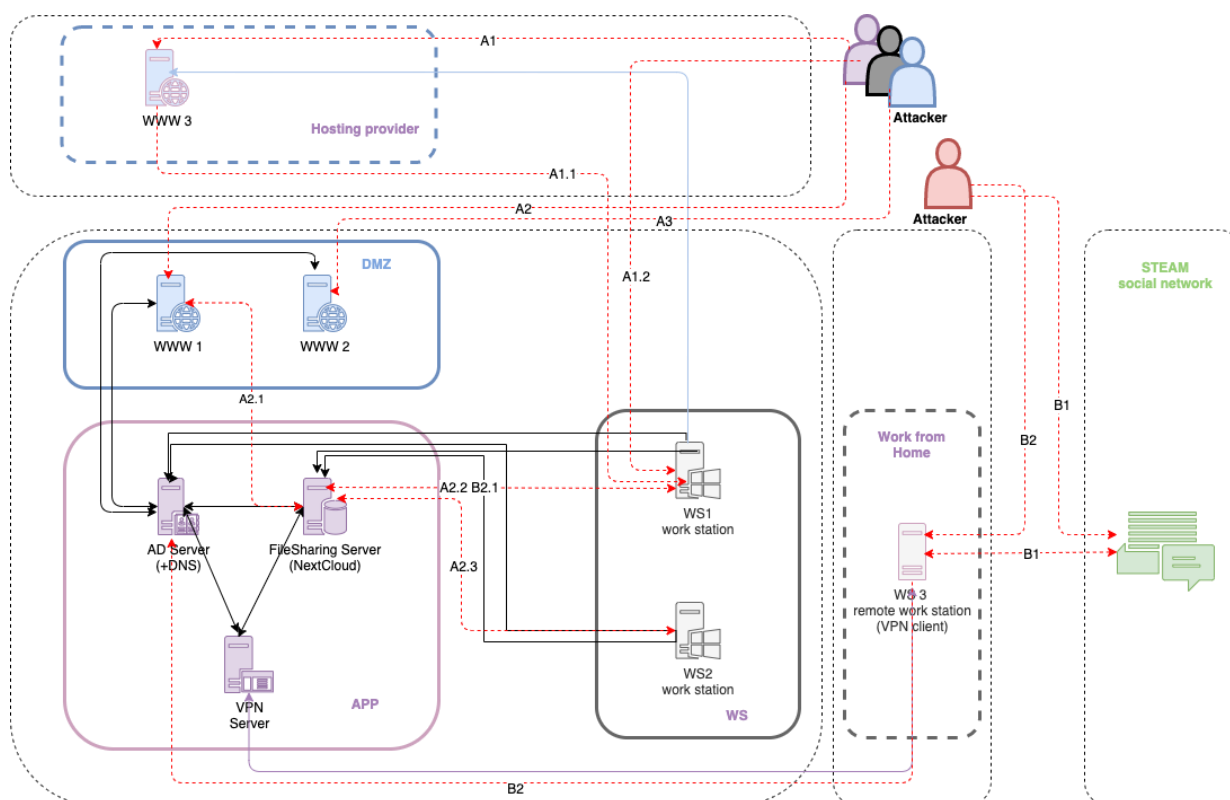 A1
WWW 3
Hosting provider
Attacker
A1.1
A2
A3
Attacker
DMZ
A1.2
STEAM
social network
WWW 1
WWW 2
A2.1
B1
B2
Work from
Home
A2.2 B2.1
WS1
work station
AD Server
(+DNS)
FileSharing Server
(NextCloud)
B1
A2.3
WS 3
remote work station
(VPN client)
WS2
work station
VPN
Server
APP
WS
B2